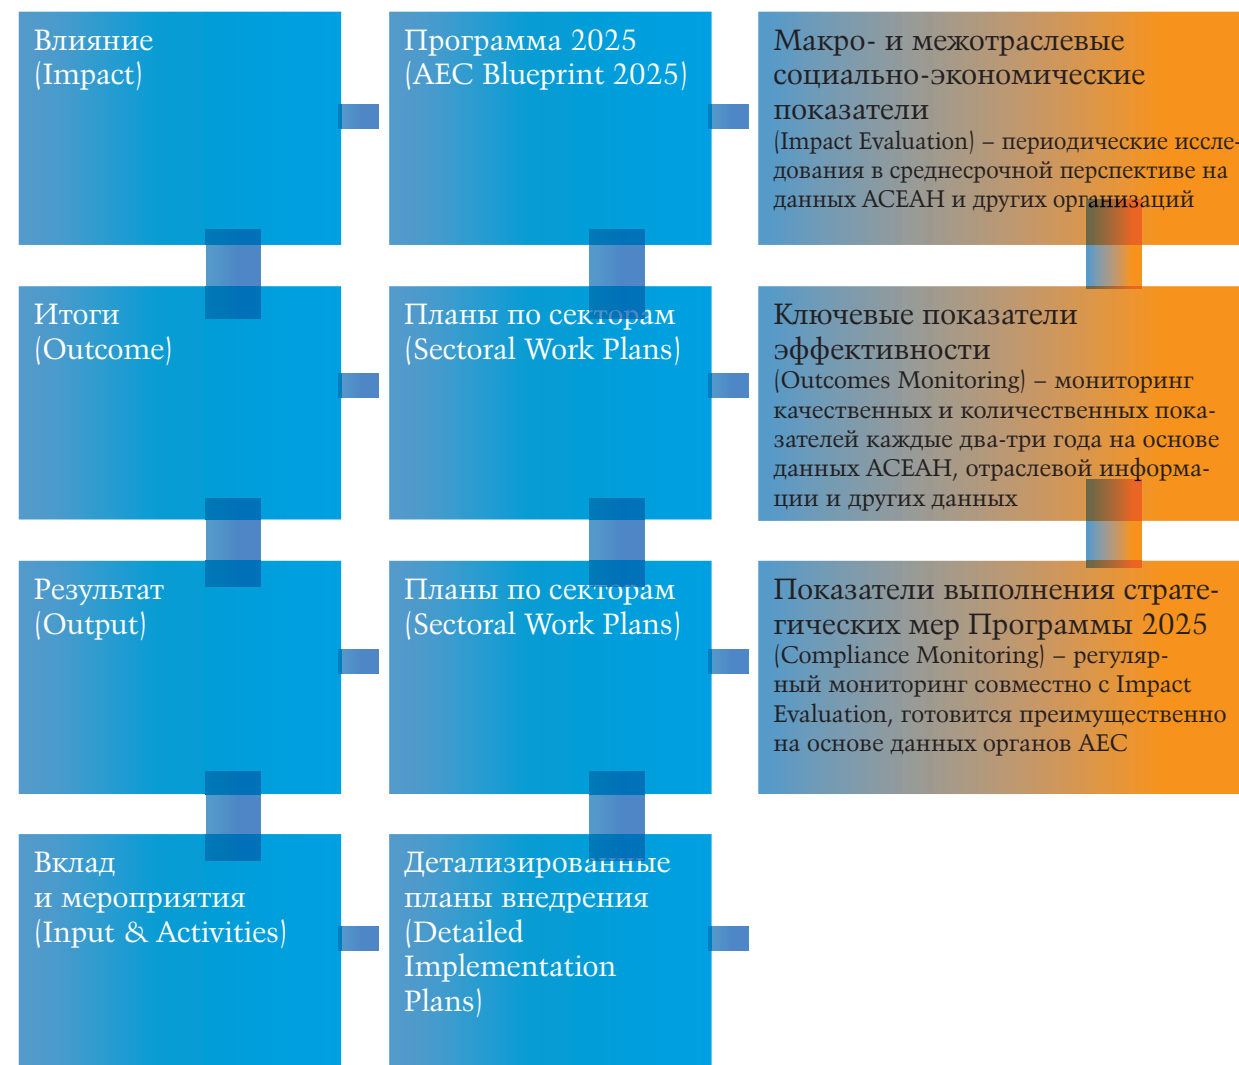 Влияние
(Impact)
Программа 2025
(AEC Blueprint 2025)
Макро- и межотраслевые
социально-экономические
показатели
(Impact Evaluation) – периодические иссле-
дования в среднесрочной перспективе на
данных АСЕАН и других организаций
Итоги
(Outcome)
Планы по секторам
(Sectoral Work Plans)
Ключевые показатели
эффективности
(Outcomes Monitoring) – мониторинг
качественных и количественных пока-
зателей каждые два-три года на основе
данных АСЕАН, отраслевой информа-
ции и других данных
Результат
(Output)
Планы по секторам
(Sectoral Work Plans)
Показатели выполнения страте-
гических мер Программы 2025
(Compliance Monitoring) – регуляр-
ный мониторинг совместно с Impact
Evaluation, готовится преимущественно
на основе данных органов АЕС
Вклад
и мероприятия
(Input & Activities)
Детализированные
планы внедрения
(Detailed
Implementation
Plans)